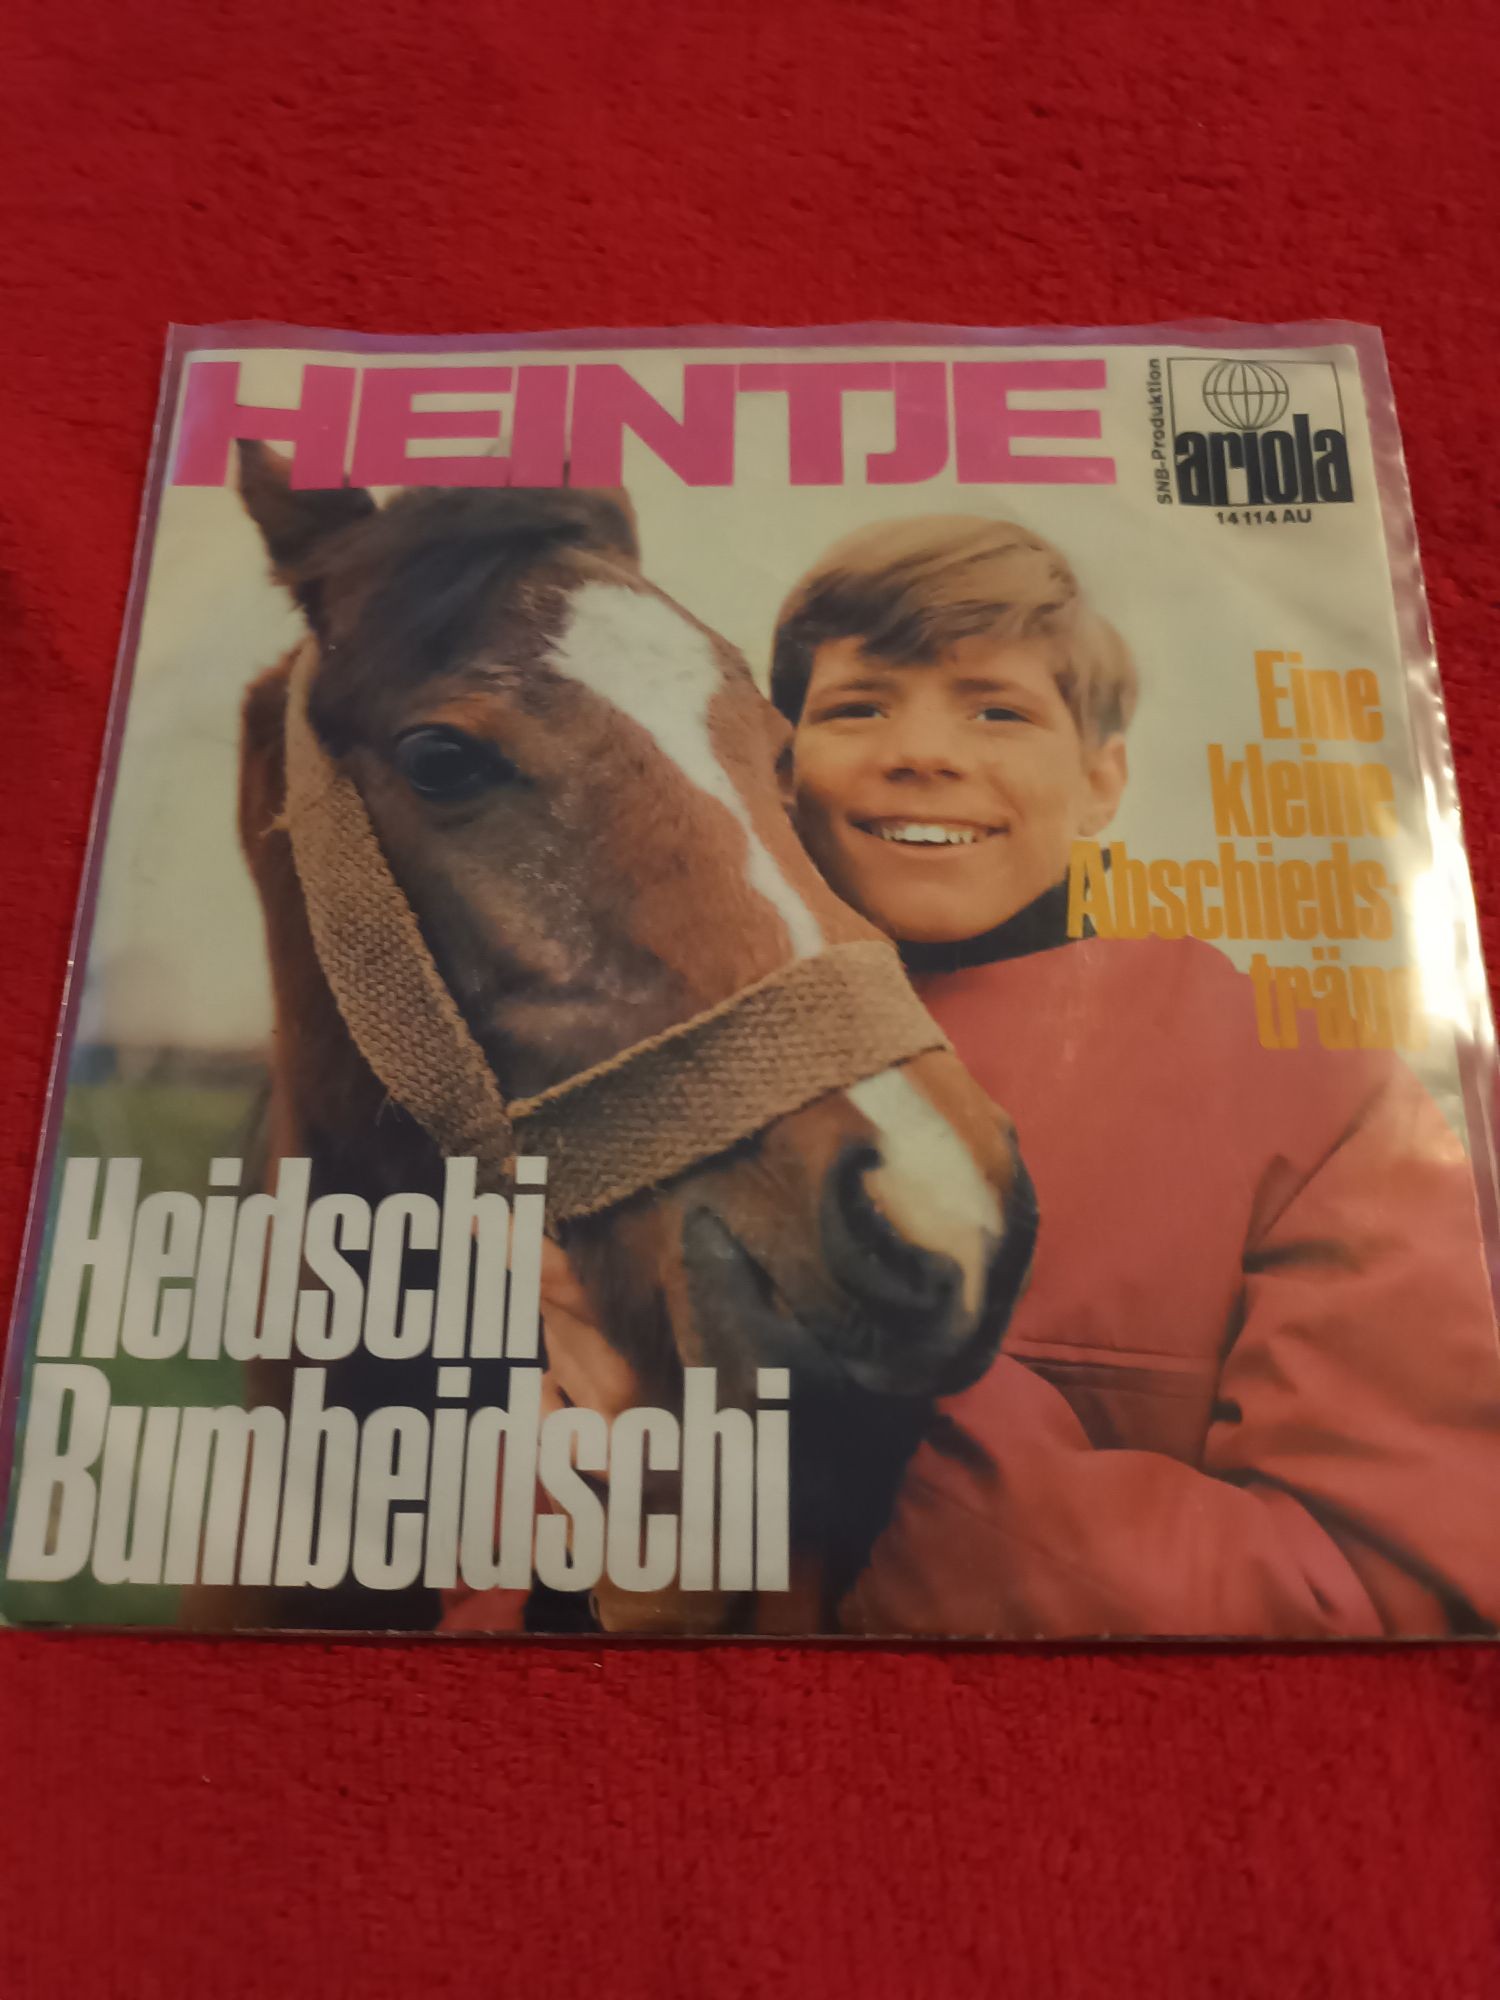 HEINTJE
SNB-Produktion
ariola
14 114 AU
Eine
kleine
Abschieds-
Heidschi
Bumbeidschi